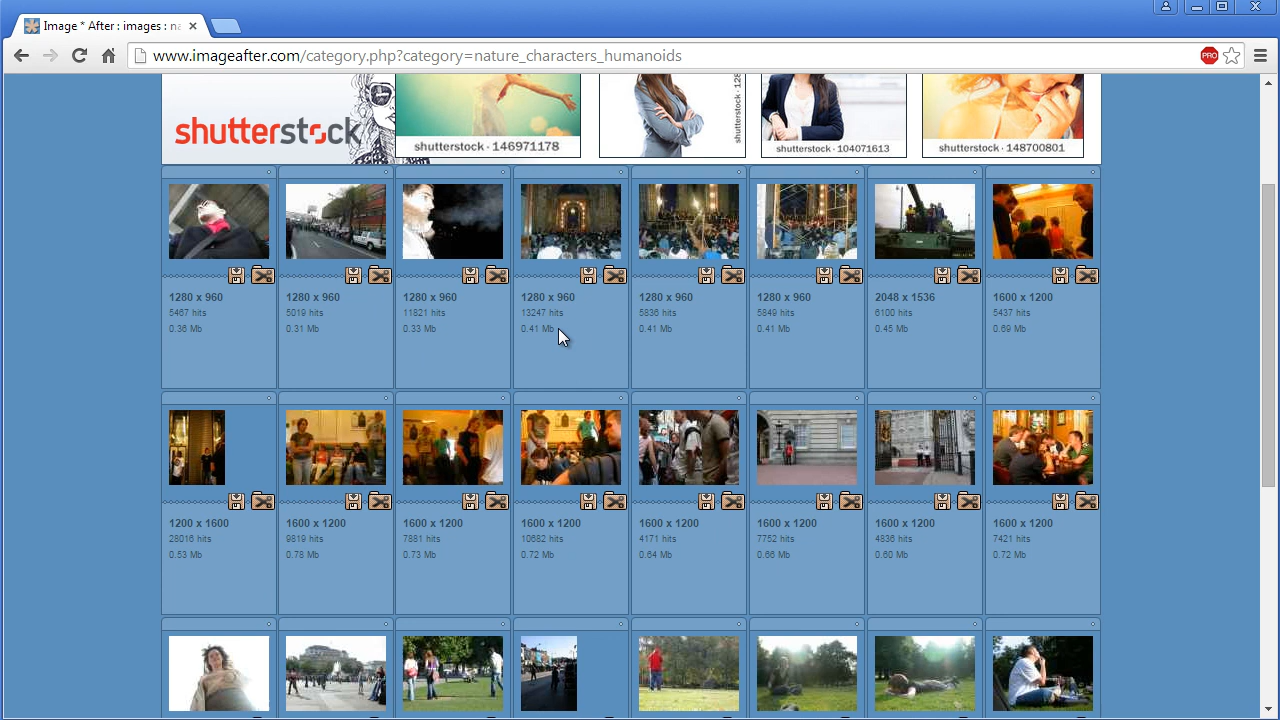 Image * After : images : na
www.imageafter.com/category.php?category=nature_characters_humanoids
PRO
shutterstock
shutterstock · 146971178
shutterstock · 128
shutterstock · 104071613
shutterstock · 148700801
1280 x 960 1280 x 960 1280 x 960 1280 x 960 1280 x 960 1280 x 960 2048 x 1536 1600 x 1200
5467 hits 5019 hits 11821 hits 13247 hits 5836 hits 5849 hits 6100 hits 5437 hits
0.36 Mb 0.31 Mb 0.33 Mb 0.41 Mb 0.41 Mb 0.41 Mb 0.45 Mb 0.69 Mb
1200 x 1600 1600 x 1200 1600 x 1200 1600 x 1200 1600 x 1200 1600 x 1200 1600 x 1200 1600 x 1200
28016 hits 9819 hits 7881 hits 10682 hits 4171 hits 7752 hits 4836 hits 7421 hits
0.53 Mb 0.78 Mb 0.73 Mb 0.72 Mb 0.64 Mb 0.66 Mb 0.60 Mb 0.72 Mb